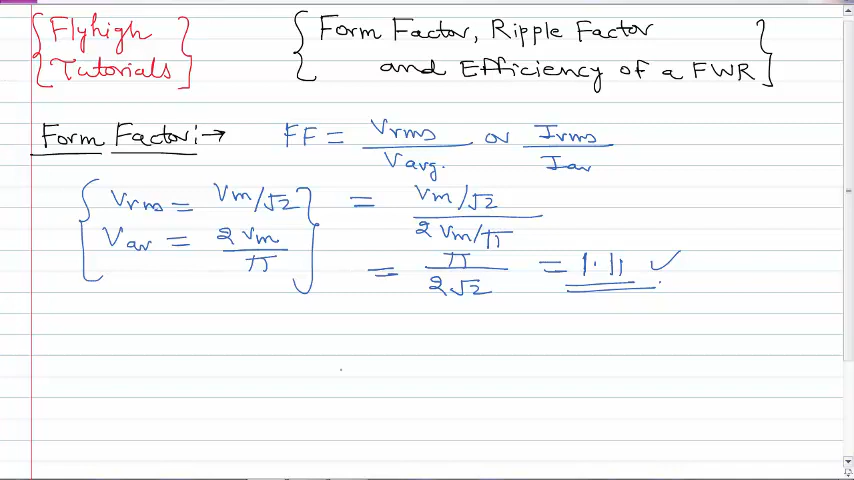 Flyhigh
Tutorials
Form Factor, Ripple Factor
and Efficiency of a FWR
Form Factor:→ FF = Vrms / Vavg. or Irms / Iav
Vrms = Vm/√2 = Vm/√2 / 2Vm/π
Vav = 2Vm / π
= π / 2√2 = 1.11 ✓